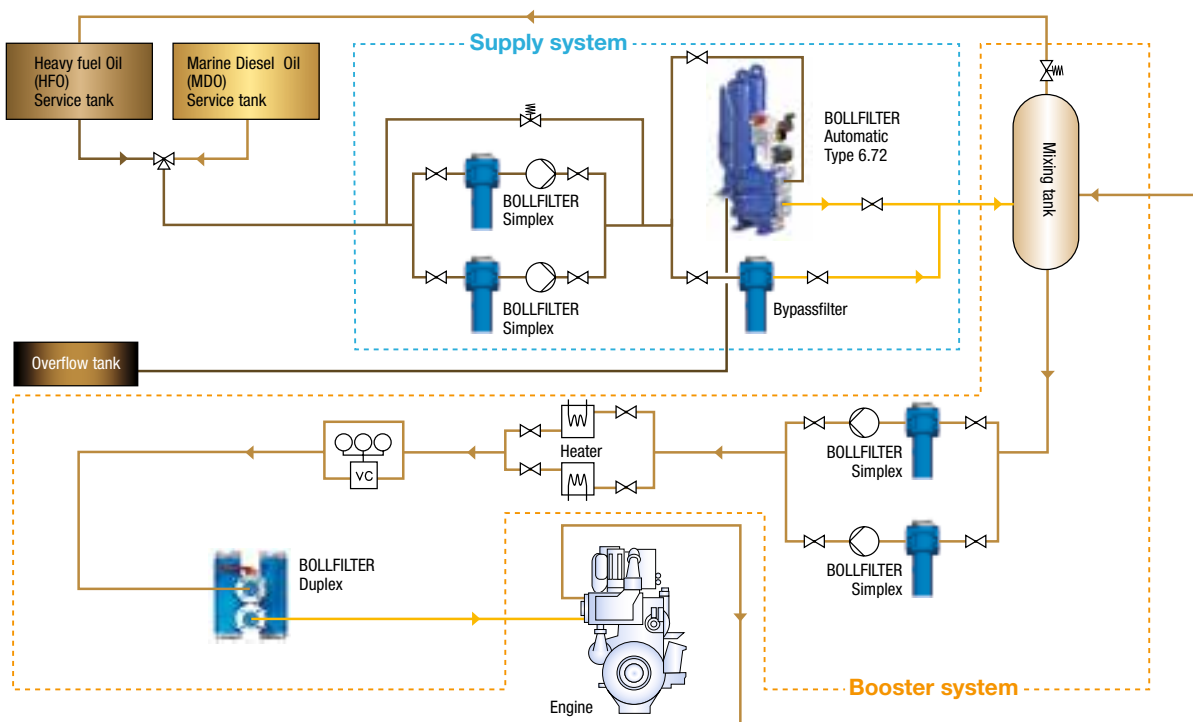 Supply system
Heavy fuel Oil
(HFO)
Service tank
Marine Diesel Oil
(MDO)
Service tank
BOLLFILTER
Automatic
Type 6.72
Mixing tank
BOLLFILTER
Simplex
BOLLFILTER
Simplex
Bypassfilter
Overflow tank
Heater
VC
BOLLFILTER
Simplex
BOLLFILTER
Simplex
BOLLFILTER
Duplex
Engine
Booster system